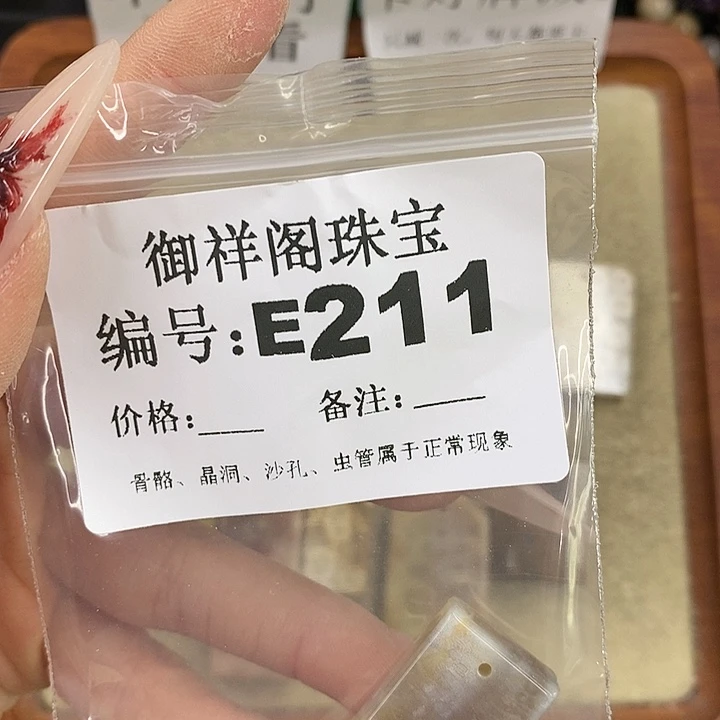 御祥阁珠宝
编号:E211
价格:___ 备注:____
骨骼、晶洞、沙孔、虫管属于正常现象